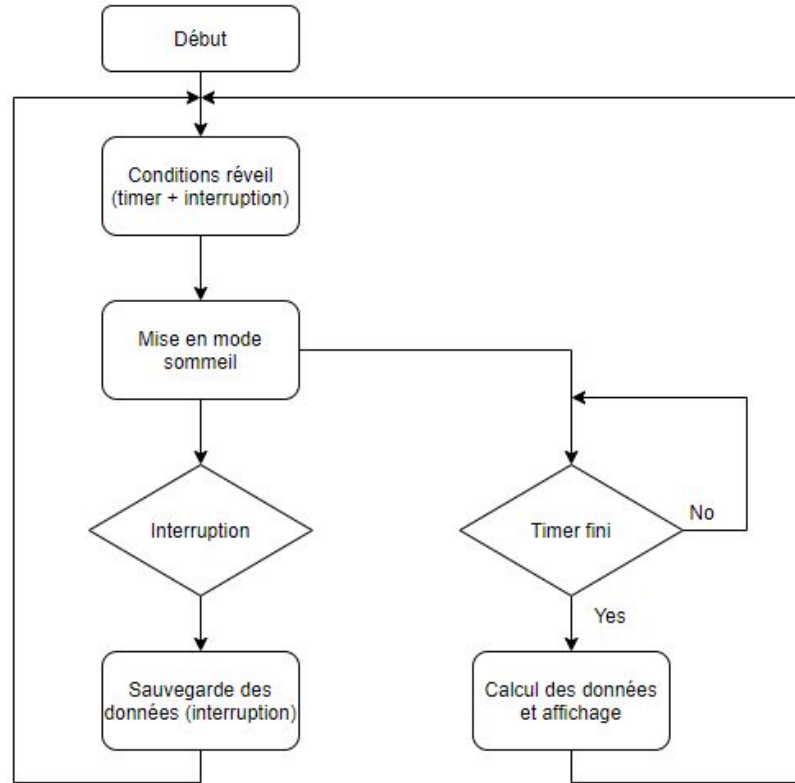 Début
Conditions réveil
(timer + interruption)
Mise en mode
sommeil
Interruption
Timer fini
No
Yes
Sauvegarde des
données (interruption)
Calcul des données
et affichage